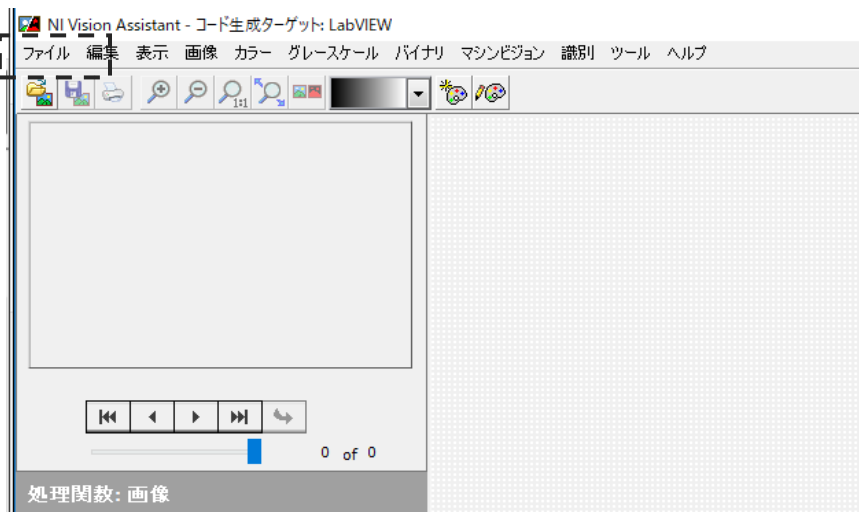 NI Vision Assistant - コード生成ターゲット: LabVIEW
ファイル 編集 表示 画像 カラー グレースケール バイナリ マシンビジョン 識別 ツール ヘルプ
1:1
0 of 0
処理関数: 画像